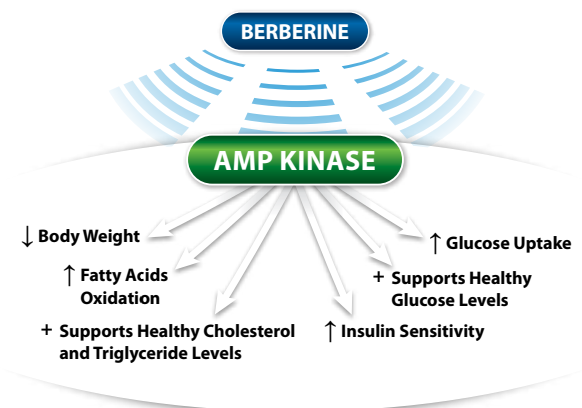 BERBERINE
AMP KINASE
↓ Body Weight
↑ Fatty Acids
Oxidation
+ Supports Healthy Cholesterol
and Triglyceride Levels
↑ Glucose Uptake
+ Supports Healthy
Glucose Levels
↑ Insulin Sensitivity